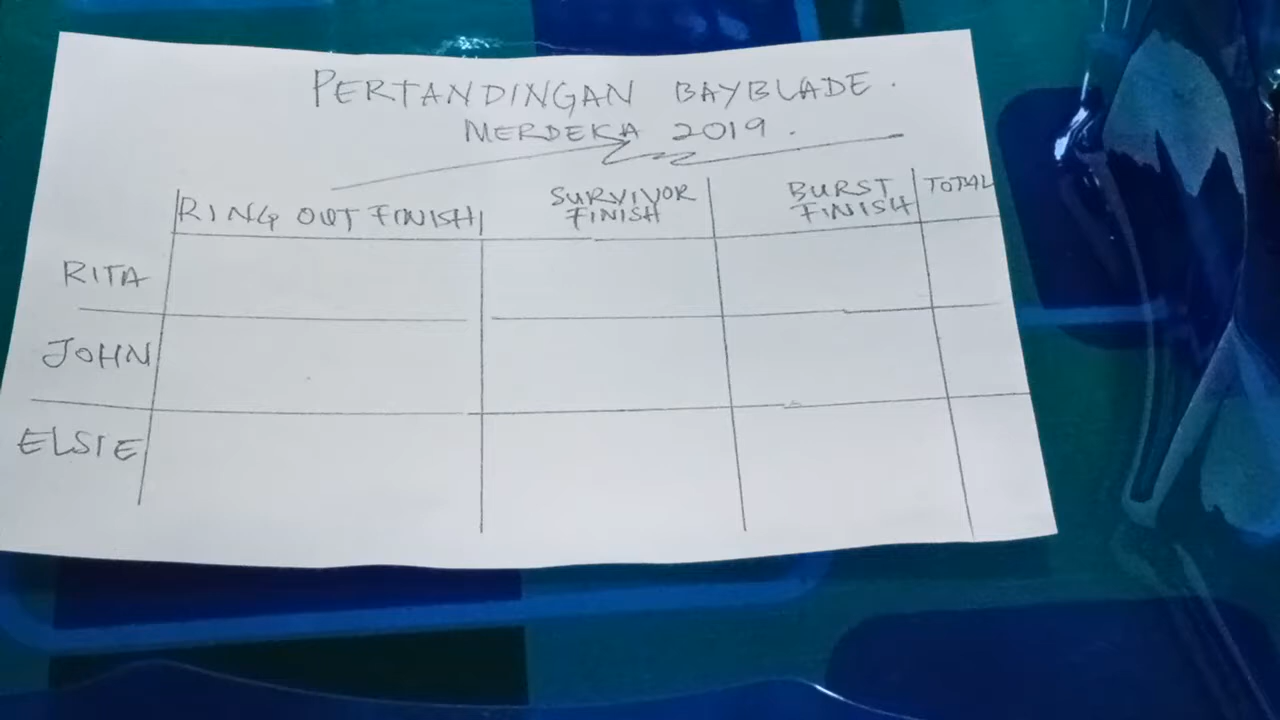 PERTANDINGAN BAYBLADE.
MERDEKA 2019.
RING OUT FINISH
SURVIVOR
FINISH
BURST
FINISH
TOTAL
RITA
JOHN
ELSIE